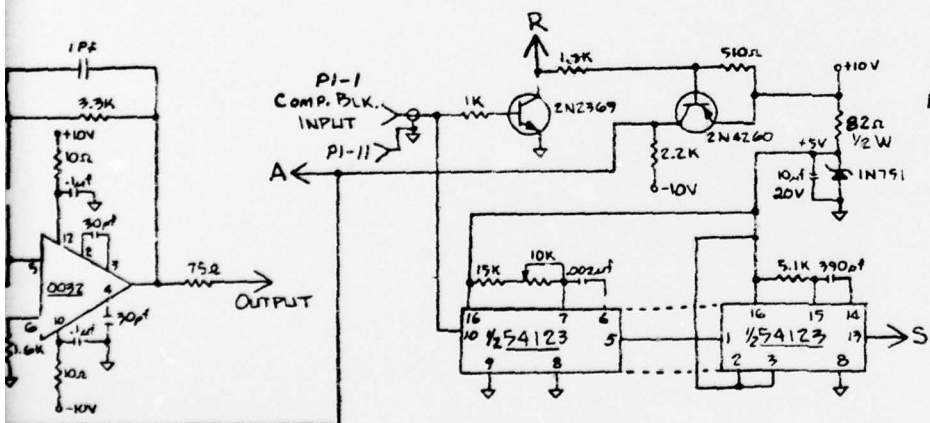 1 Pf
3.3K
+10V
10Ω
.1µf
30pf
12
2
3
5
0032
4
6
10
.1µf
30pf
1.6K
10Ω
-10V
75Ω
OUTPUT
P1-1
COMP. BLK.
INPUT
P1-11
A
1K
R
2N2369
510Ω
2N4260
2.2K
-10V
+10V
82Ω
½ W
+5V
10µf
20V
1N751
15K
10K
.002µf
16
7
6
10
½ 54123
5
9
8
5.1K
390pf
16
15
14
1
½ 54123
13
2
3
8
S